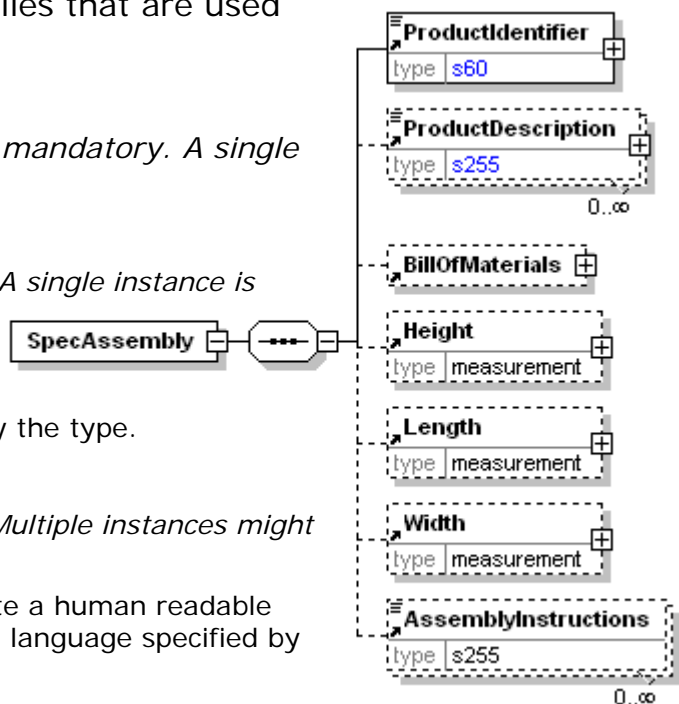 lies that are used
mandatory. A single
A single instance is
y the type.
Multiple instances might
te a human readable
language specified by
SpecAssembly
ProductIdentifier
type s60
ProductDescription
type s255
0..∞
BillOfMaterials
Height
type measurement
Length
type measurement
Width
type measurement
AssemblyInstructions
type s255
0..∞